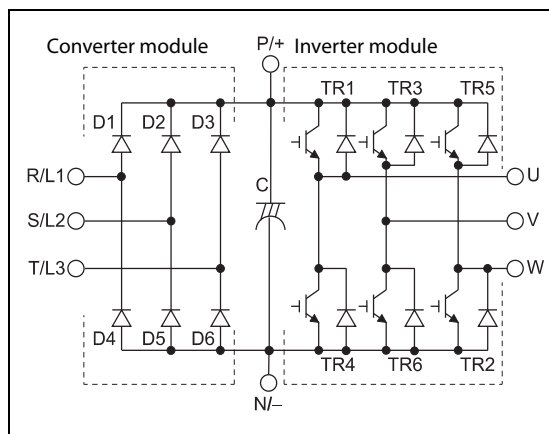 Converter module
P/+
Inverter module
D1 D2 D3
TR1 TR3 TR5
R/L1
S/L2
T/L3
C
U
V
W
D4 D5 D6
TR4 TR6 TR2
N/–